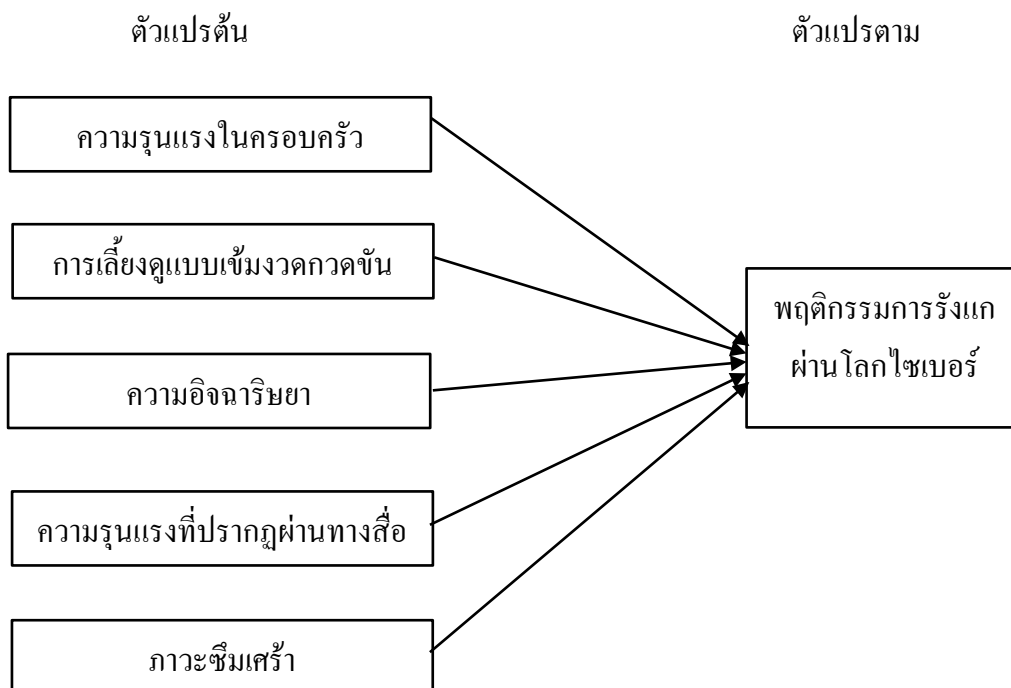 ตัวแปรต้น
ตัวแปรตาม
ความรุนแรงในครอบครัว
การเลี้ยงดูแบบเข้มงวดกวดขัน
ความอิจฉาริษยา
ความรุนแรงที่ปรากฏผ่านทางสื่อ
ภาวะซึมเศร้า
พฤติกรรมการรังแก
ผ่านโลกไซเบอร์